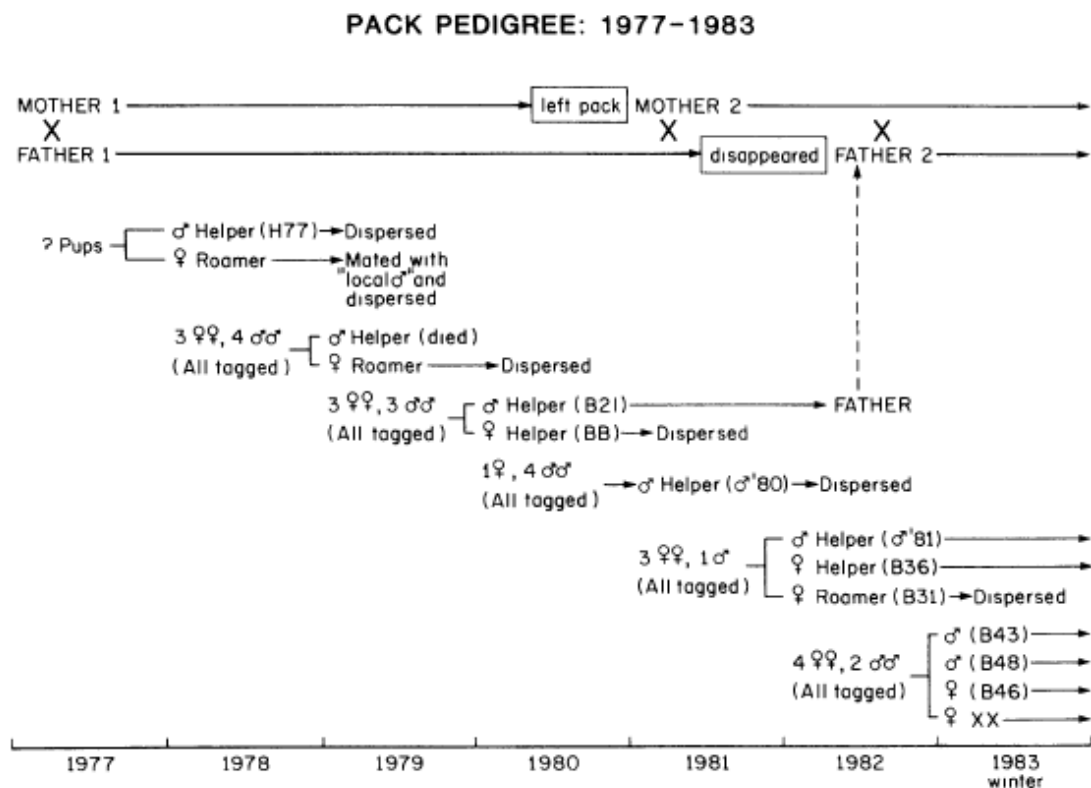 PACK PEDIGREE: 1977-1983
MOTHER 1 left pack MOTHER 2
X X X
FATHER 1 disappeared FATHER 2
? Pups
♂ Helper (H77) Dispersed
♀ Roamer Mated with
"local♂" and
dispersed
3 ♀♀, 4 ♂♂
(All tagged)
♂ Helper (died)
♀ Roamer Dispersed
3 ♀♀, 3 ♂♂
(All tagged)
♂ Helper (B21) FATHER
♀ Helper (BB) Dispersed
1♀, 4 ♂♂
(All tagged)
♂ Helper (♂'80) Dispersed
3 ♀♀, 1♂
(All tagged)
♂ Helper (♂'81)
♀ Helper (B36)
♀ Roamer (B31) Dispersed
4 ♀♀, 2 ♂♂
(All tagged)
♂ (B43)
♂ (B48)
♀ (B46)
♀ XX
1977 1978 1979 1980 1981 1982 1983
winter